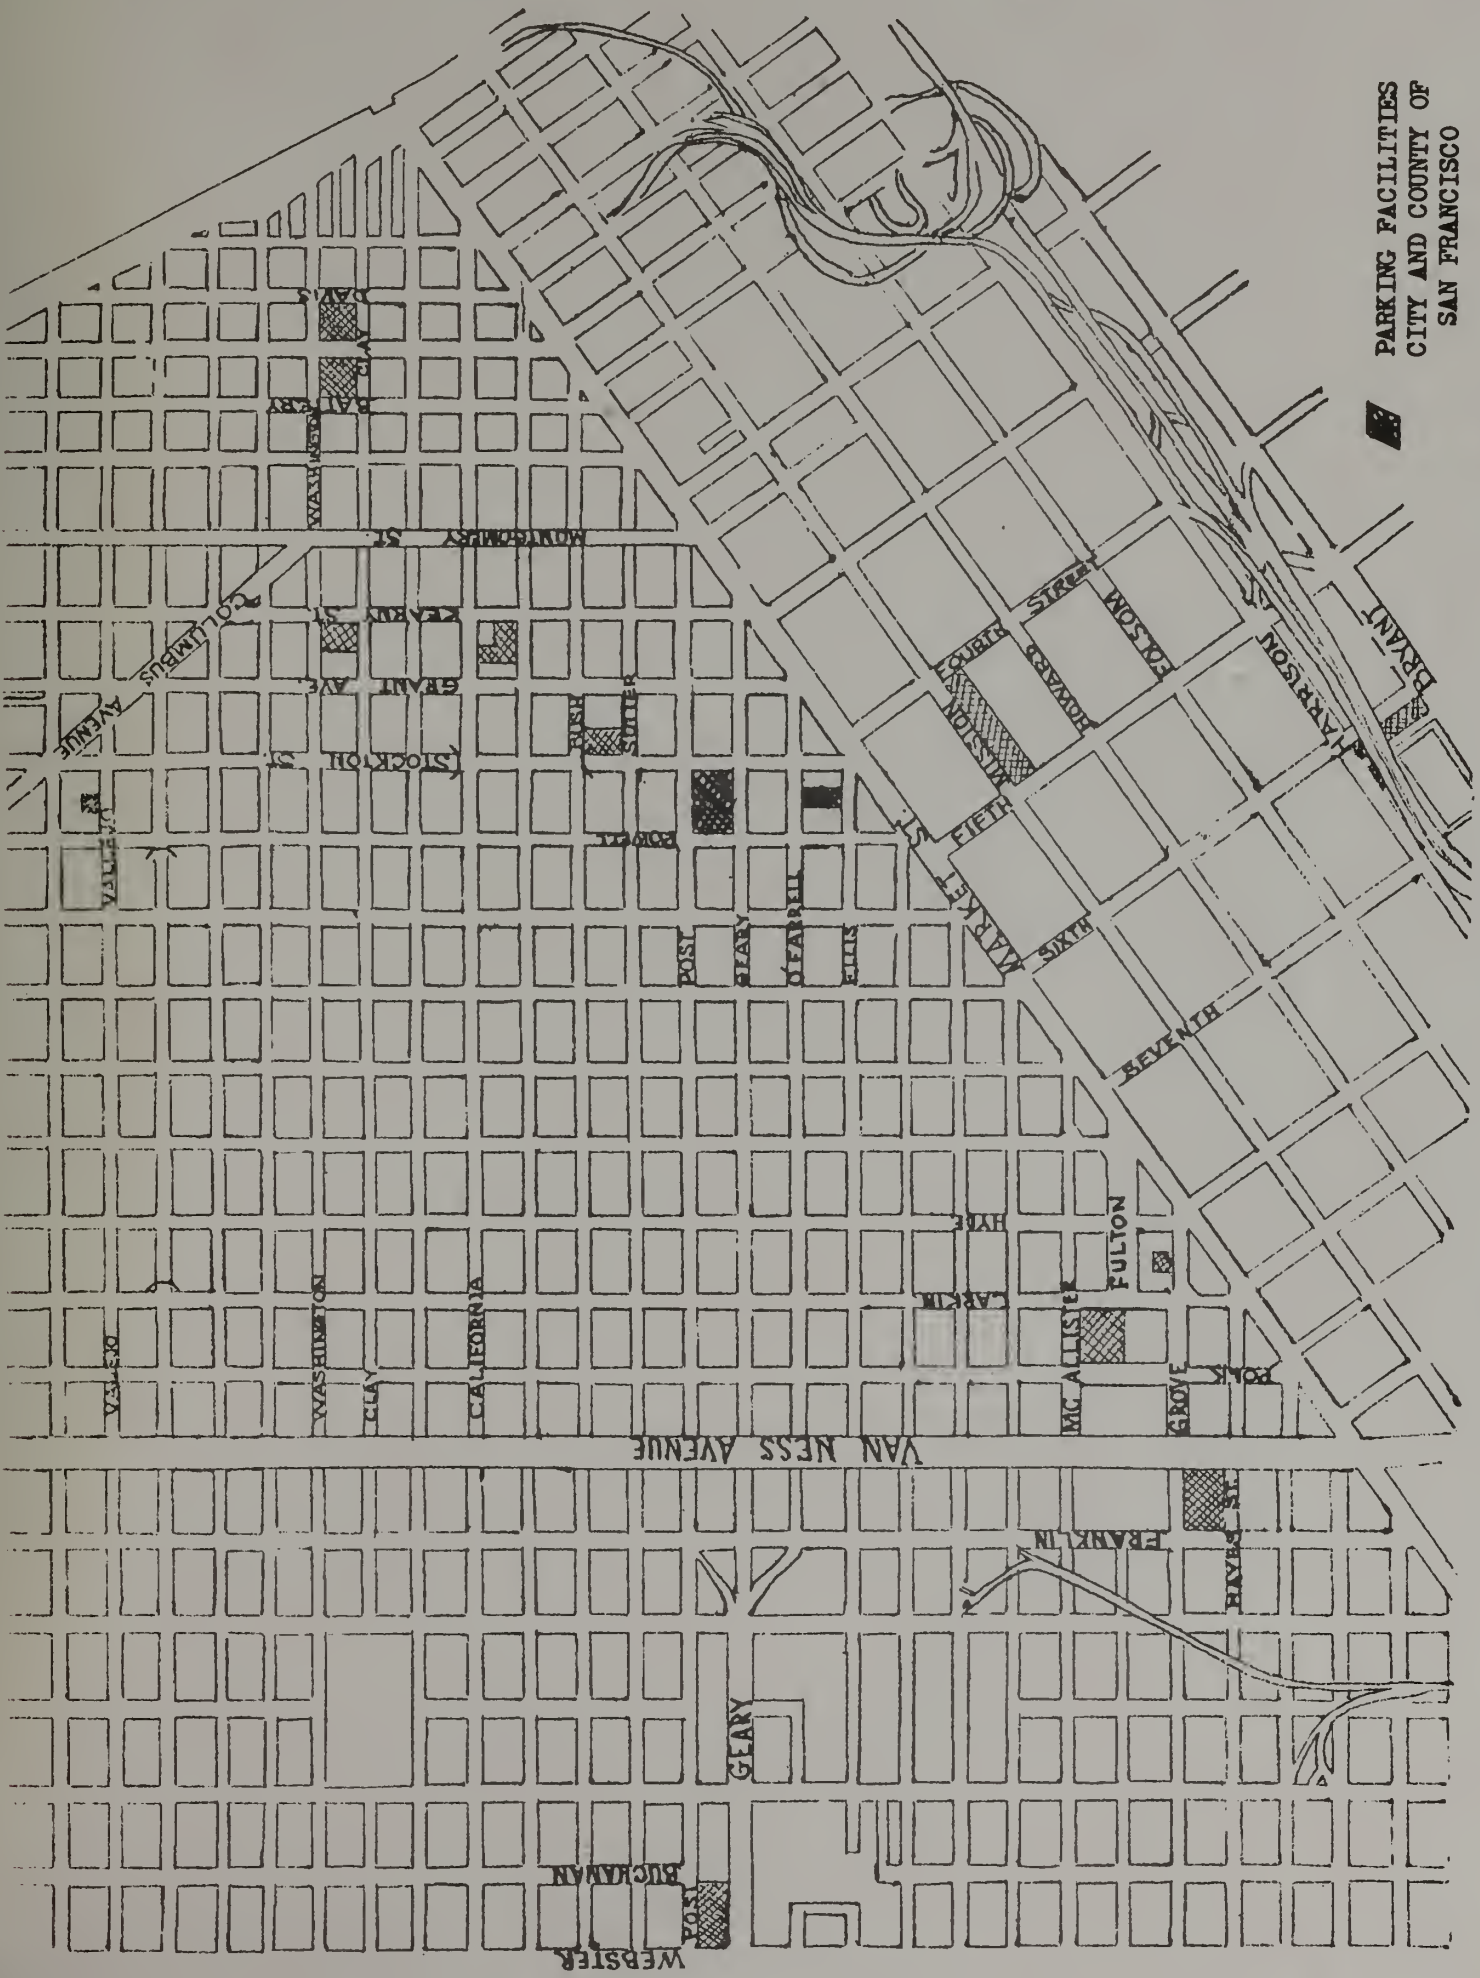 PARKING FACILITIES
CITY AND COUNTY OF
SAN FRANCISCO
DAVIS
CLAY
BATTERY
WASHINGTON
MONTGOMERY ST.
COLUMBUS
AVENUE
KEARNY ST
GRANT AVE.
STOCKTON ST.
BUSH
SUTTER
VALLEJO
POWELL
POST
GEARY
O'FARRELL
ELLIS
MARKET ST.
FOURTH STREET
MISSION
HOWARD
FOLSOM
HARRISON
HARRISON
BRYANT
FIFTH
SIXTH
SEVENTH
HYDE
LARKIN
FULTON
MC ALLISTER
GROVE
POLK
VALEJO
WASHINGTON
CLAY
CALIFORNIA
VAN NESS AVENUE
FRANKLIN
HAYES ST.
GEARY
BUCHANAN
POST
WEBSTER